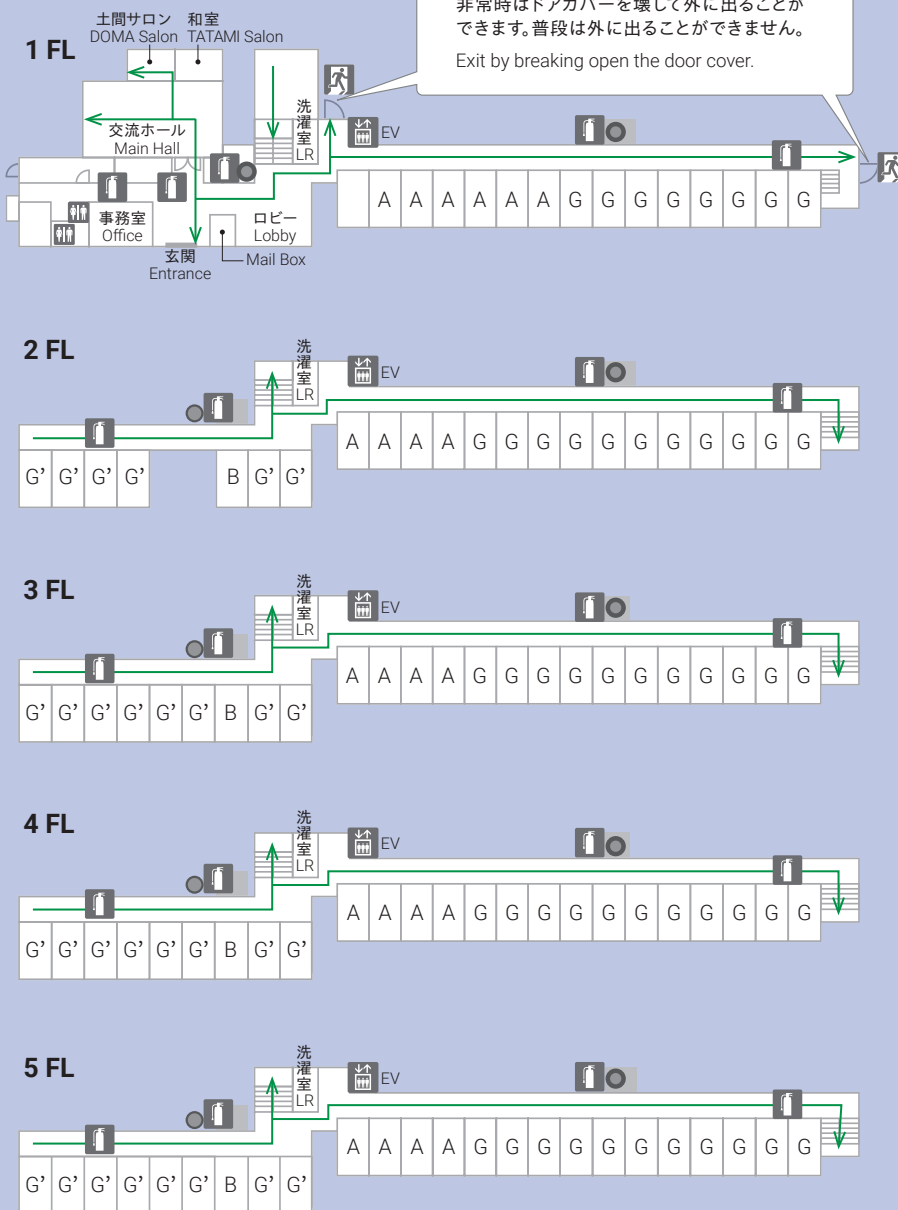 非常時はドアカバーを壊して外に出ることが
できます。普段は外に出ることができません。
Exit by breaking open the door cover.
1 FL
土間サロン 和室
DOMA Salon TATAMI Salon
交流ホール
Main Hall
洗濯室
LR
EV
A A A A A A G G G G G G G G
事務室
Office
ロビー
Lobby
玄関
Entrance
Mail Box
2 FL
洗濯室
LR
EV
A A A A G G G G G G G G G G G
G’ G’ G’ G’ B G’ G’
3 FL
洗濯室
LR
EV
A A A A G G G G G G G G G G G
G’ G’ G’ G’ G’ G’ B G’ G’
4 FL
洗濯室
LR
EV
A A A A G G G G G G G G G G G
G’ G’ G’ G’ G’ G’ B G’ G’
5 FL
洗濯室
LR
EV
A A A A G G G G G G G G G G G
G’ G’ G’ G’ G’ G’ B G’ G’